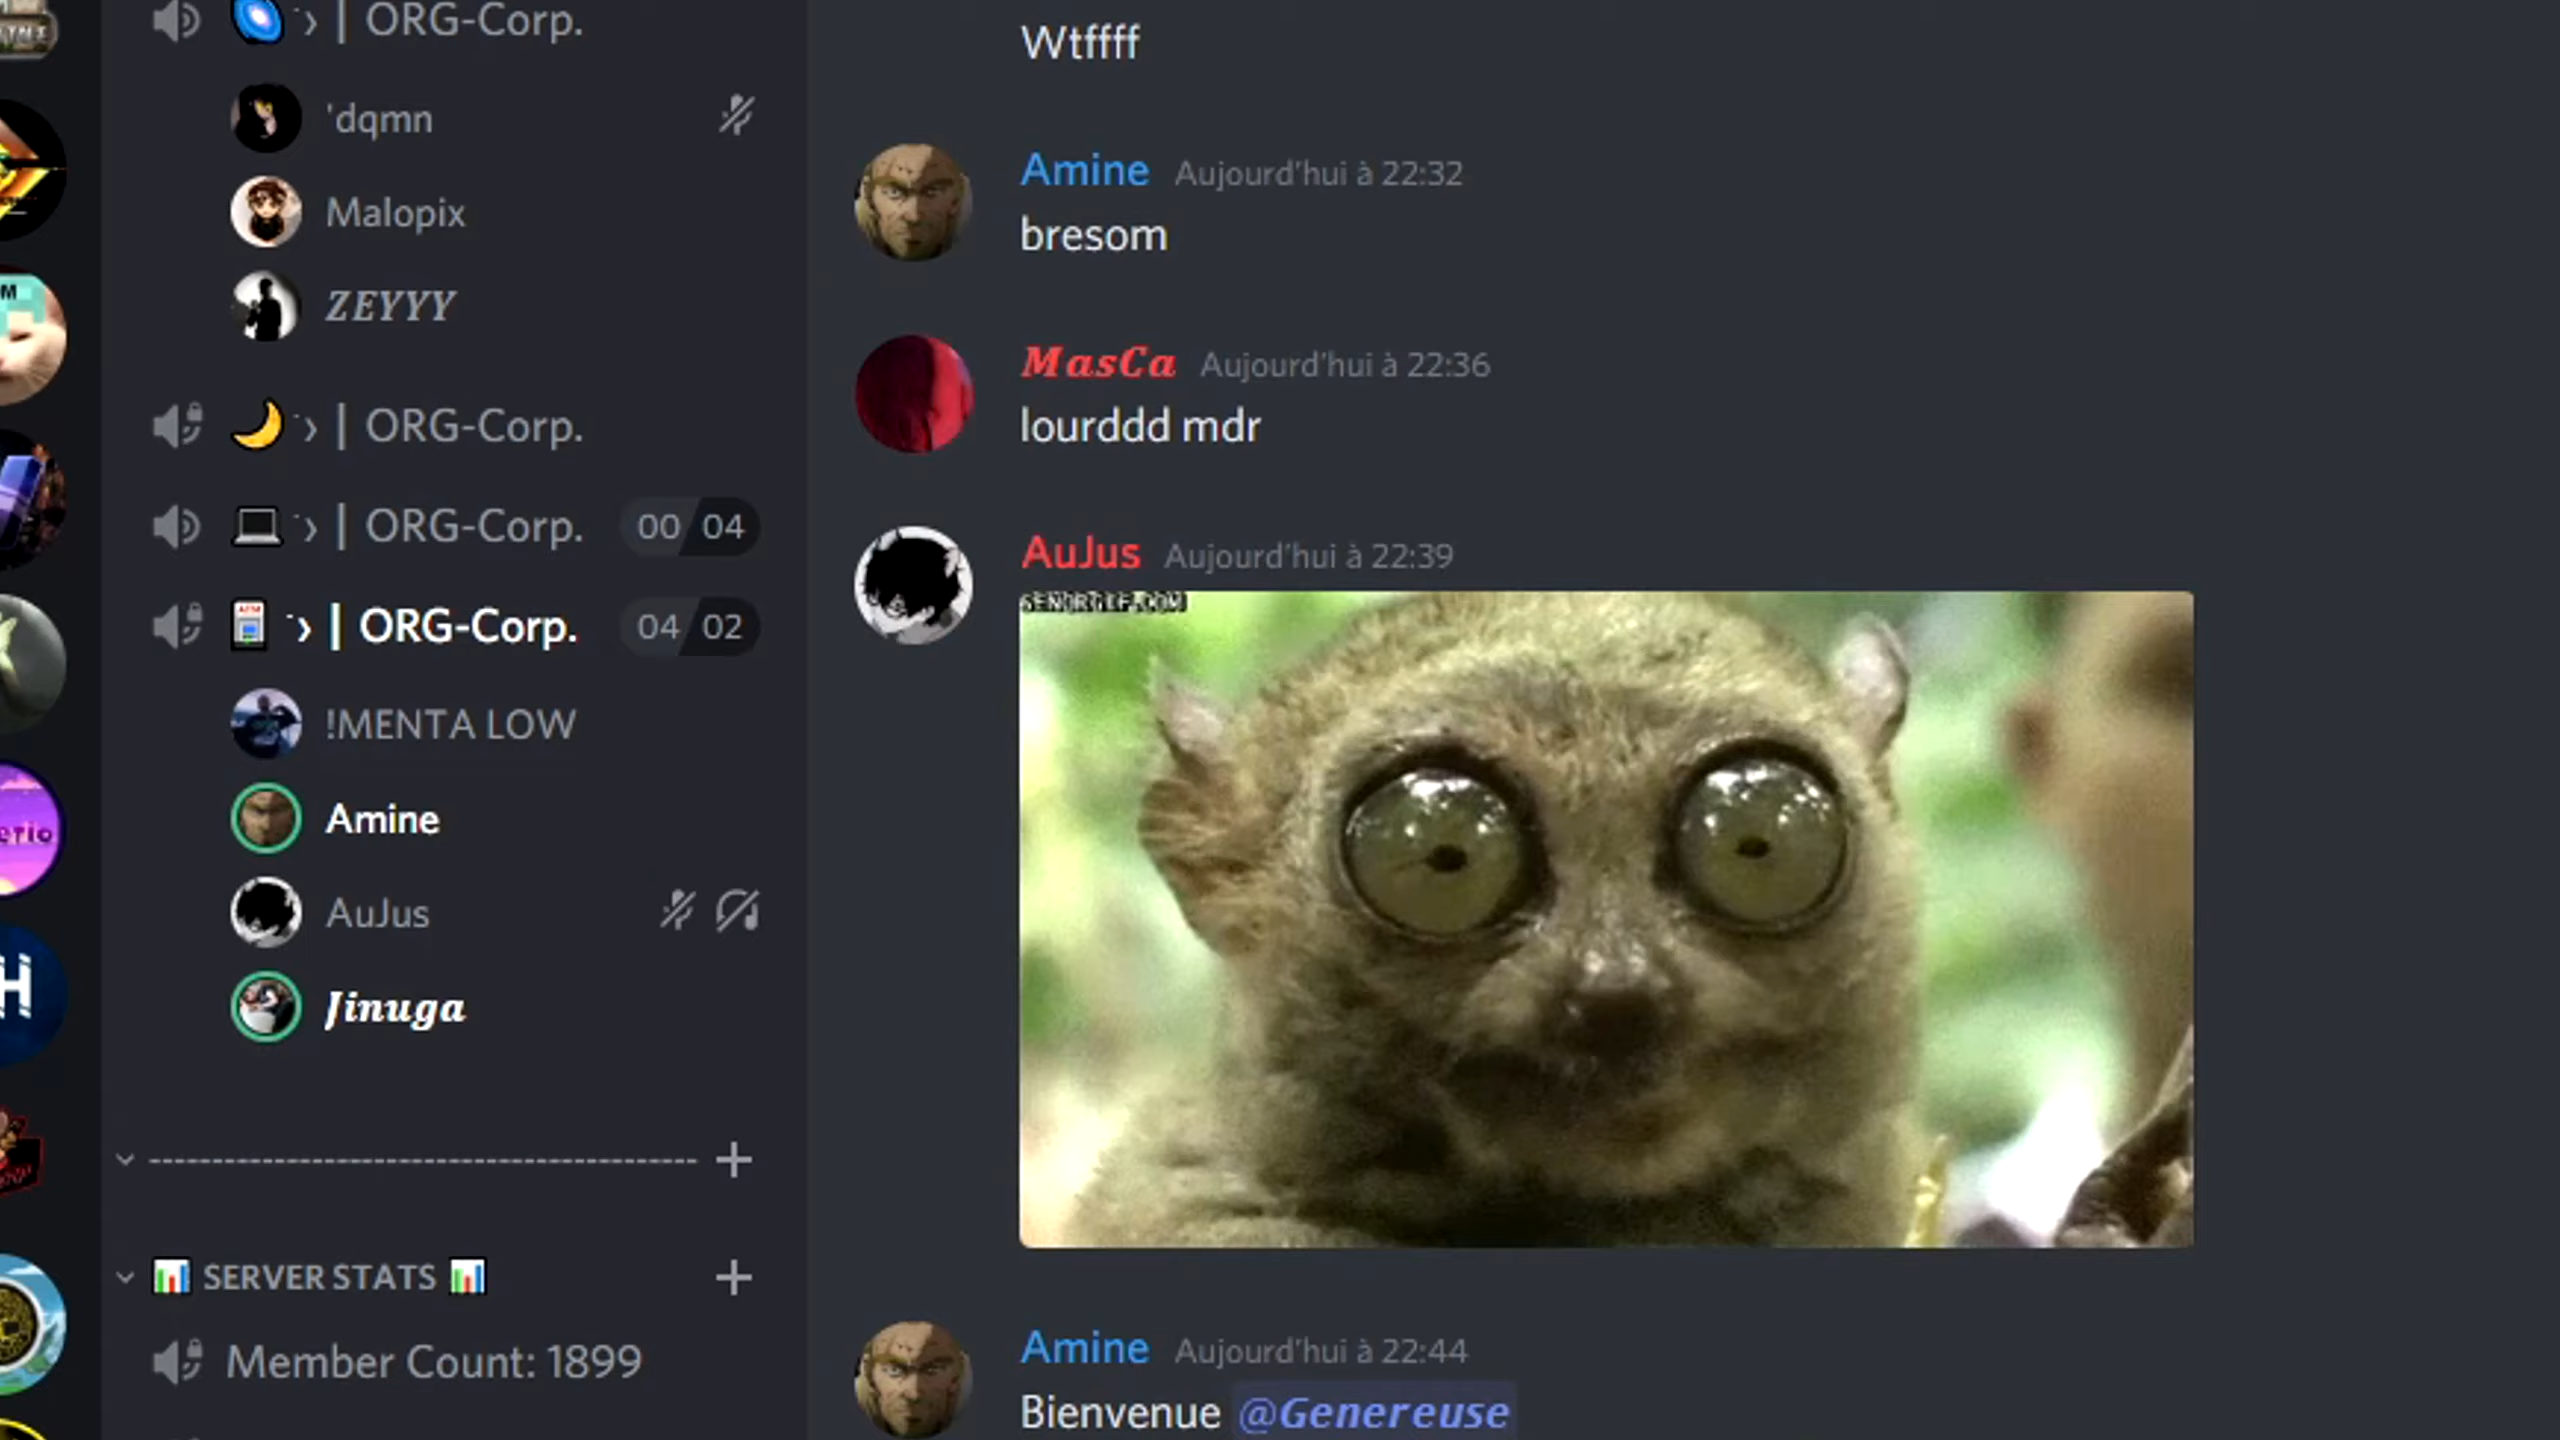 ORG-Corp.
'dqmn
Malopix
ZEYYY
ORG-Corp.
ORG-Corp. 00 04
ORG-Corp. 04 02
!MENTA LOW
Amine
AuJus
Jinuga
SERVER STATS
Member Count: 1899
Wtffff
Amine Aujourd'hui à 22:32
bresom
MasCa Aujourd'hui à 22:36
lourddd mdr
AuJus Aujourd'hui à 22:39
SENORGIF.COM
Amine Aujourd'hui à 22:44
Bienvenue @Genereuse
H